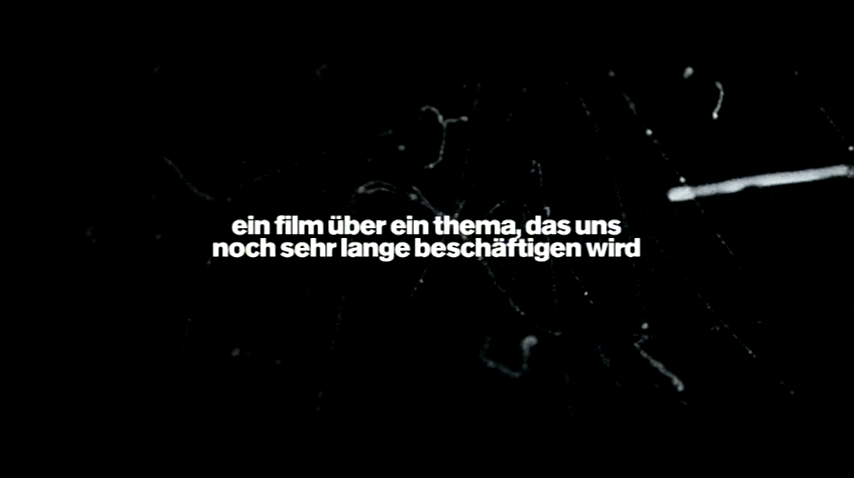 ein film über ein thema, das uns
noch sehr lange beschäftigen wird